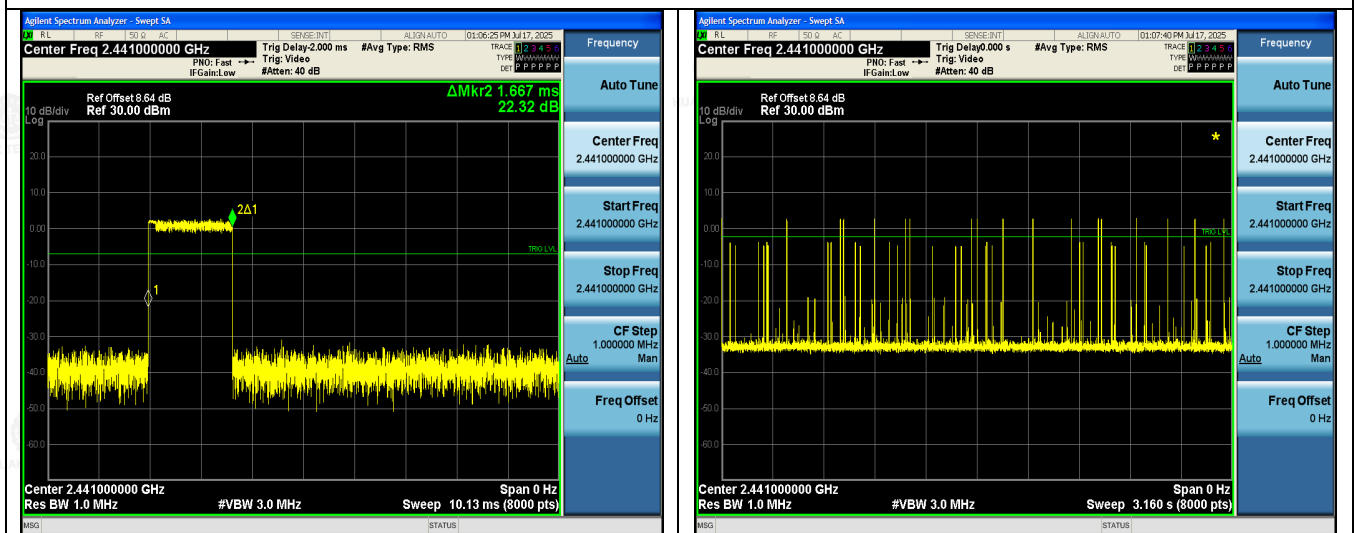 Agilent Spectrum Analyzer - Swept SA
LXI RL RF 50 Ω AC SENSE:INT ALIGN AUTO 01:06:25 PM Jul 17, 2025
Center Freq 2.441000000 GHz
PNO: Fast
IFGain:Low
Trig Delay-2.000 ms
Trig: Video
#Atten: 40 dB
#Avg Type: RMS
TRACE 1 2 3 4 5 6
TYPE W
DET P P P P P P
ΔMkr2 1.667 ms
22.32 dB
Ref Offset 8.64 dB
10 dB/div Ref 30.00 dBm
Log
20.0
10.0
0.00
-10.0
-20.0
-30.0
-40.0
-50.0
-60.0
2Δ1
TRIG LVL
1
Center 2.441000000 GHz Span 0 Hz
Res BW 1.0 MHz #VBW 3.0 MHz Sweep 10.13 ms (8000 pts)
MSG STATUS
Frequency
Auto Tune
Center Freq
2.441000000 GHz
Start Freq
2.441000000 GHz
Stop Freq
2.441000000 GHz
CF Step
1.000000 MHz
Auto Man
Freq Offset
0 Hz
Agilent Spectrum Analyzer - Swept SA
LXI RL RF 50 Ω AC SENSE:INT ALIGN AUTO 01:07:40 PM Jul 17, 2025
Center Freq 2.441000000 GHz
PNO: Fast
IFGain:Low
Trig Delay0.000 s
Trig: Video
#Atten: 40 dB
#Avg Type: RMS
TRACE 1 2 3 4 5 6
TYPE W
DET P P P P P P
Ref Offset 8.64 dB
10 dB/div Ref 30.00 dBm
Log
*
20.0
10.0
0.00
-10.0
-20.0
-30.0
-40.0
-50.0
-60.0
TRIG LVL
Center 2.441000000 GHz Span 0 Hz
Res BW 1.0 MHz #VBW 3.0 MHz Sweep 3.160 s (8000 pts)
MSG STATUS
Frequency
Auto Tune
Center Freq
2.441000000 GHz
Start Freq
2.441000000 GHz
Stop Freq
2.441000000 GHz
CF Step
1.000000 MHz
Auto Man
Freq Offset
0 Hz